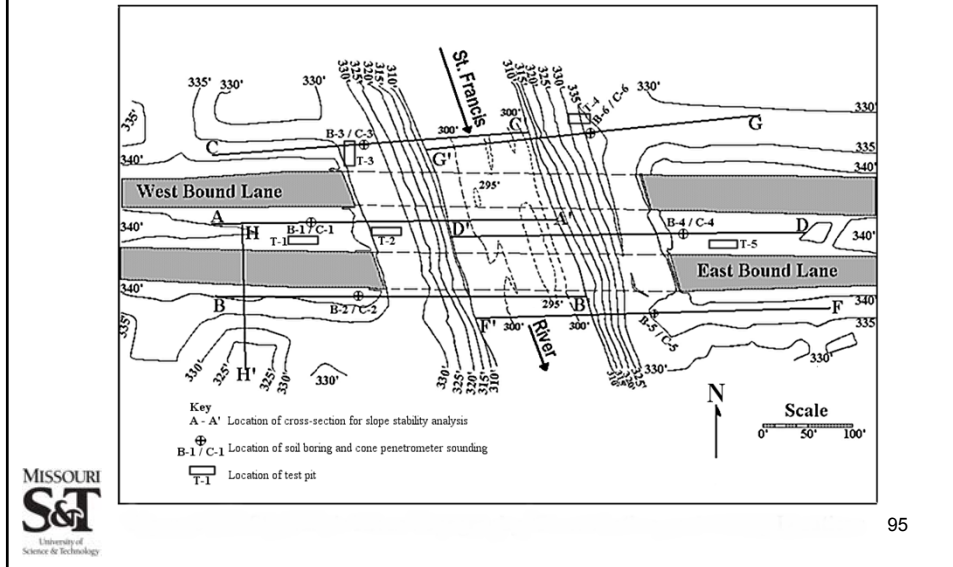 335' 330' 330'
330' 325' 320' 315' 310'
St. Francis
310' 315' 320' 325' 330'
335'
T-4
B-6 / C-6
330'
330'
335'
300' 300'
C C' G
B-3 / C-3
T-3
G'
335'
340'
340'
West Bound Lane
295'
A A'
B-1 / C-1
340'
H
T-1
T-2
D'
B-4 / C-4
D
340'
T-5
East Bound Lane
340'
B B
B-2 / C-2
295'
340'
F
F'
300' 300'
B-5 / C-5
335'
335'
River
330' 325' 330'
H'
330'
330' 325' 320' 315' 310'
310' 320' 325'
330'
330'
N
Key
A - A' Location of cross-section for slope stability analysis
B-1 / C-1 Location of soil boring and cone penetrometer sounding
T-1 Location of test pit
Scale
0' 50' 100'
MISSOURI
S&T
University of
Science & Technology
95